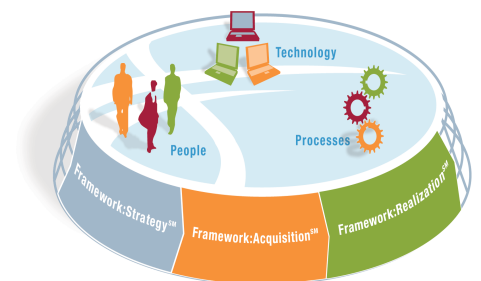 Technology
People
Processes
Framework:Strategy℠
Framework:Acquisition℠
Framework:Realization℠